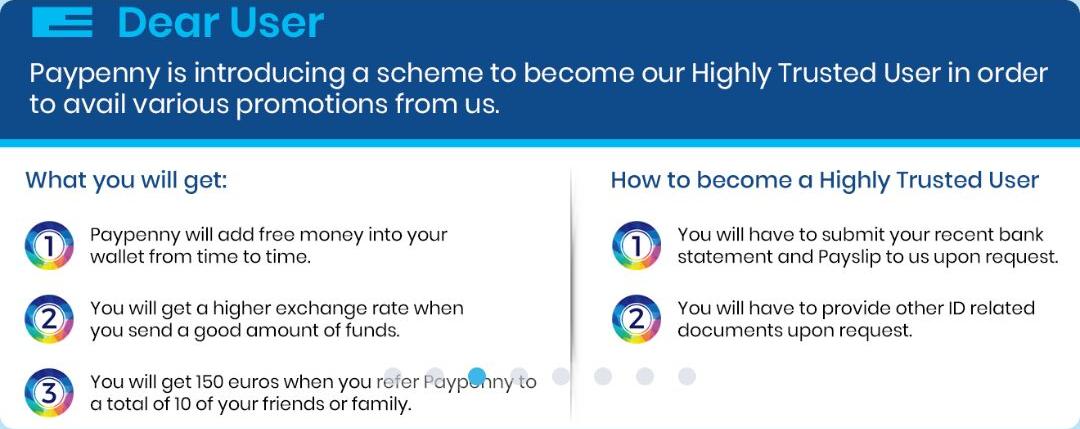 Dear User
Paypenny is introducing a scheme to become our Highly Trusted User in order
to avail various promotions from us.
What you will get:
1 Paypenny will add free money into your
wallet from time to time.
2 You will get a higher exchange rate when
you send a good amount of funds.
3 You will get 150 euros when you refer Paypenny to
a total of 10 of your friends or family.
How to become a Highly Trusted User
1 You will have to submit your recent bank
statement and Payslip to us upon request.
2 You will have to provide other ID related
documents upon request.